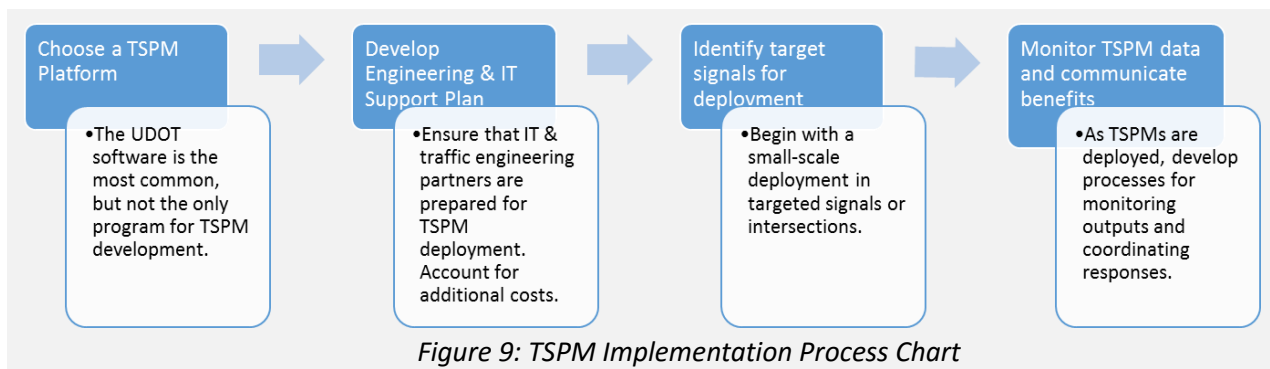 Choose a TSPM
Platform
•The UDOT
software is the
most common,
but not the only
program for TSPM
development.
Develop
Engineering & IT
Support Plan
•Ensure that IT &
traffic engineering
partners are
prepared for
TSPM
deployment.
Account for
additional costs.
Identify target
signals for
deployment
•Begin with a
small-scale
deployment in
targeted signals or
intersections.
Monitor TSPM data
and communicate
benefits
•As TSPMs are
deployed, develop
processes for
monitoring
outputs and
coordinating
responses.
Figure 9: TSPM Implementation Process Chart